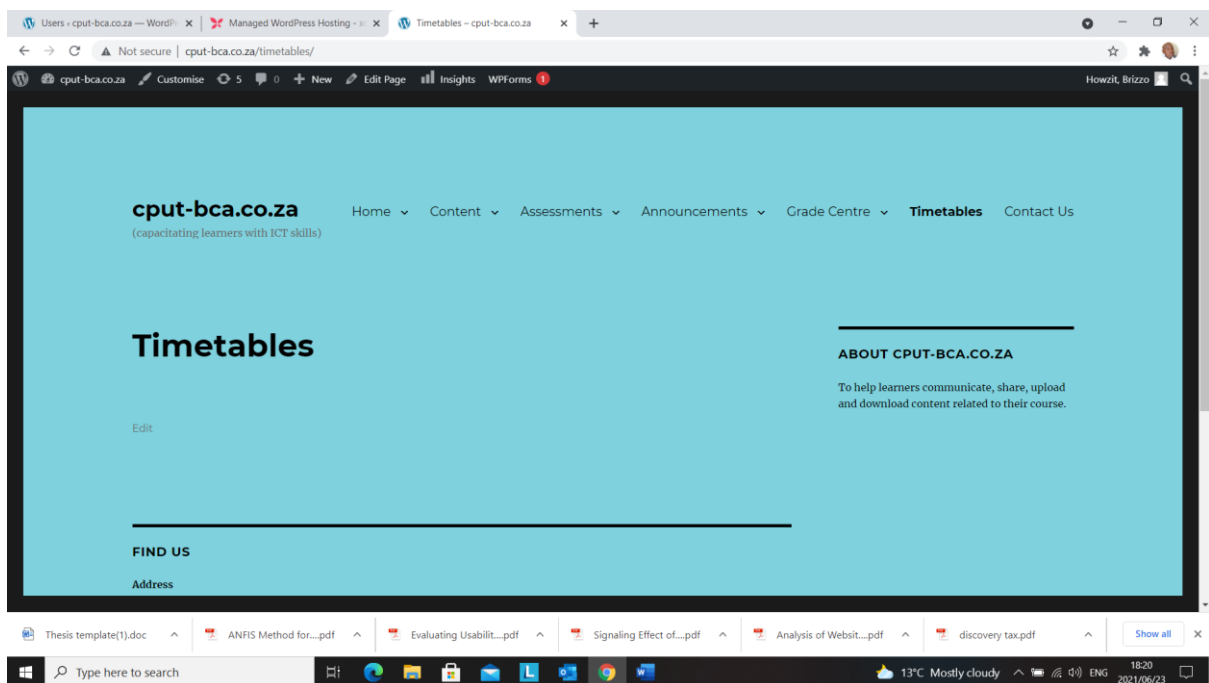 Users ‹ cput-bca.co.za — WordPr
Managed WordPress Hosting - x
Timetables – cput-bca.co.za
Not secure | cput-bca.co.za/timetables/
cput-bca.co.za Customise 5 0 New Edit Page Insights WPForms 1 Howzit, Brizzo
cput-bca.co.za
(capacitating learners with ICT skills)
Home Content Assessments Announcements Grade Centre Timetables Contact Us
Timetables
Edit
ABOUT CPUT-BCA.CO.ZA
To help learners communicate, share, upload
and download content related to their course.
FIND US
Address
Thesis template(1).doc ANFIS Method for....pdf Evaluating Usabilit....pdf Signaling Effect of....pdf Analysis of Websit....pdf discovery tax.pdf Show all
Type here to search
13°C Mostly cloudy ENG
18:20
2021/06/23